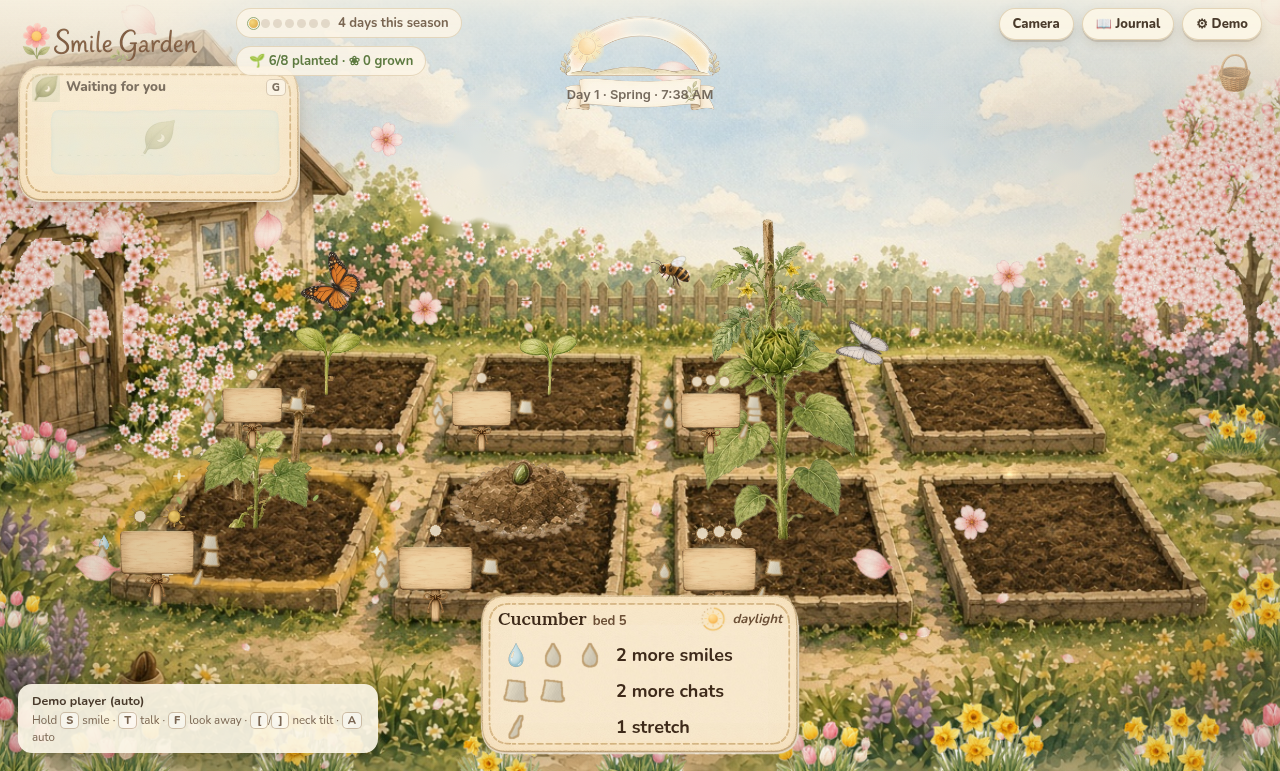 Smile Garden
4 days this season
🌱 6/8 planted · ❀ 0 grown
Day 1 · Spring · 7:38 AM
Camera
📖 Journal
⚙ Demo
Waiting for you
G
Cucumber bed 5
daylight
2 more smiles
2 more chats
1 stretch
Demo player (auto)
Hold S smile · T talk · F look away · [ / ] neck tilt · A
auto